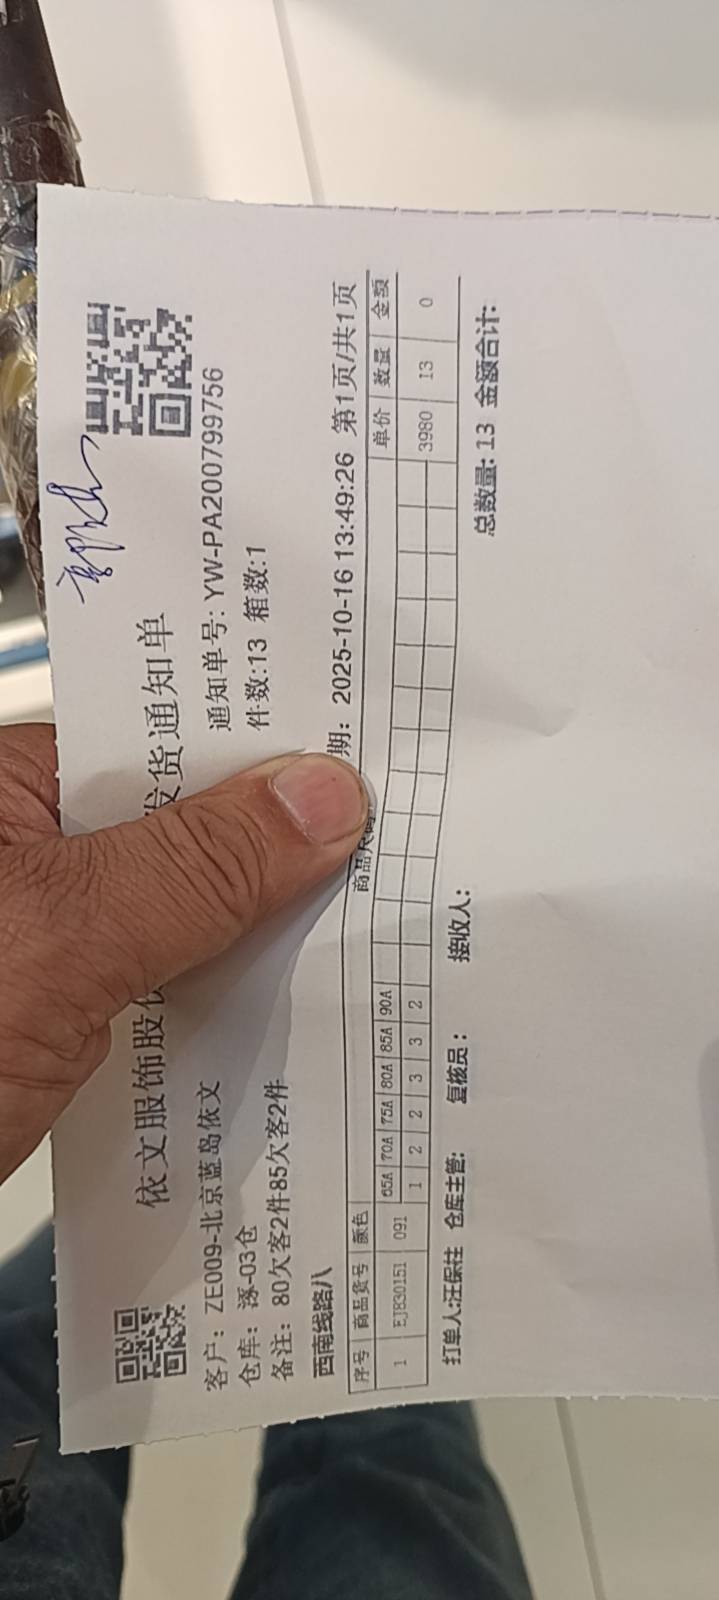 依文服饰股份 发货通知单
客户: ZE009-北京蓝岛依文 通知单号: YW-PA200799756
仓库: 涿-03仓 件数:13 箱数:1
备注: 80欠客2件85欠客2件
西南线路八 期: 2025-10-16 13:49:26 第1页/共1页
序号 商品货号 颜色 商品尺码 单价 数量 金额
65A 70A 75A 80A 85A 90A
1 EJ830151 091 1 2 2 3 3 2 3980 13 0
总数量: 13 金额合计:
打单人:汪保柱 仓库主管: 复核员: 接收人: